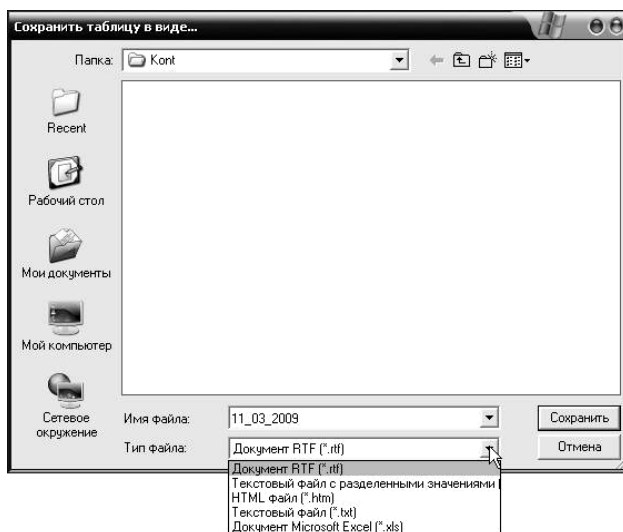 Сохранить таблицу в виде...
Папка: Kont
Recent
Рабочий стол
Мои документы
Мой компьютер
Сетевое
окружение
Имя файла: 11_03_2009 Сохранить
Тип файла: Документ RTF (*.rtf) Отмена
Документ RTF (*.rtf)
Текстовый файл с разделенными значениями (
HTML файл (*.htm)
Текстовый файл (*.txt)
Документ Microsoft Excel (*.xls)